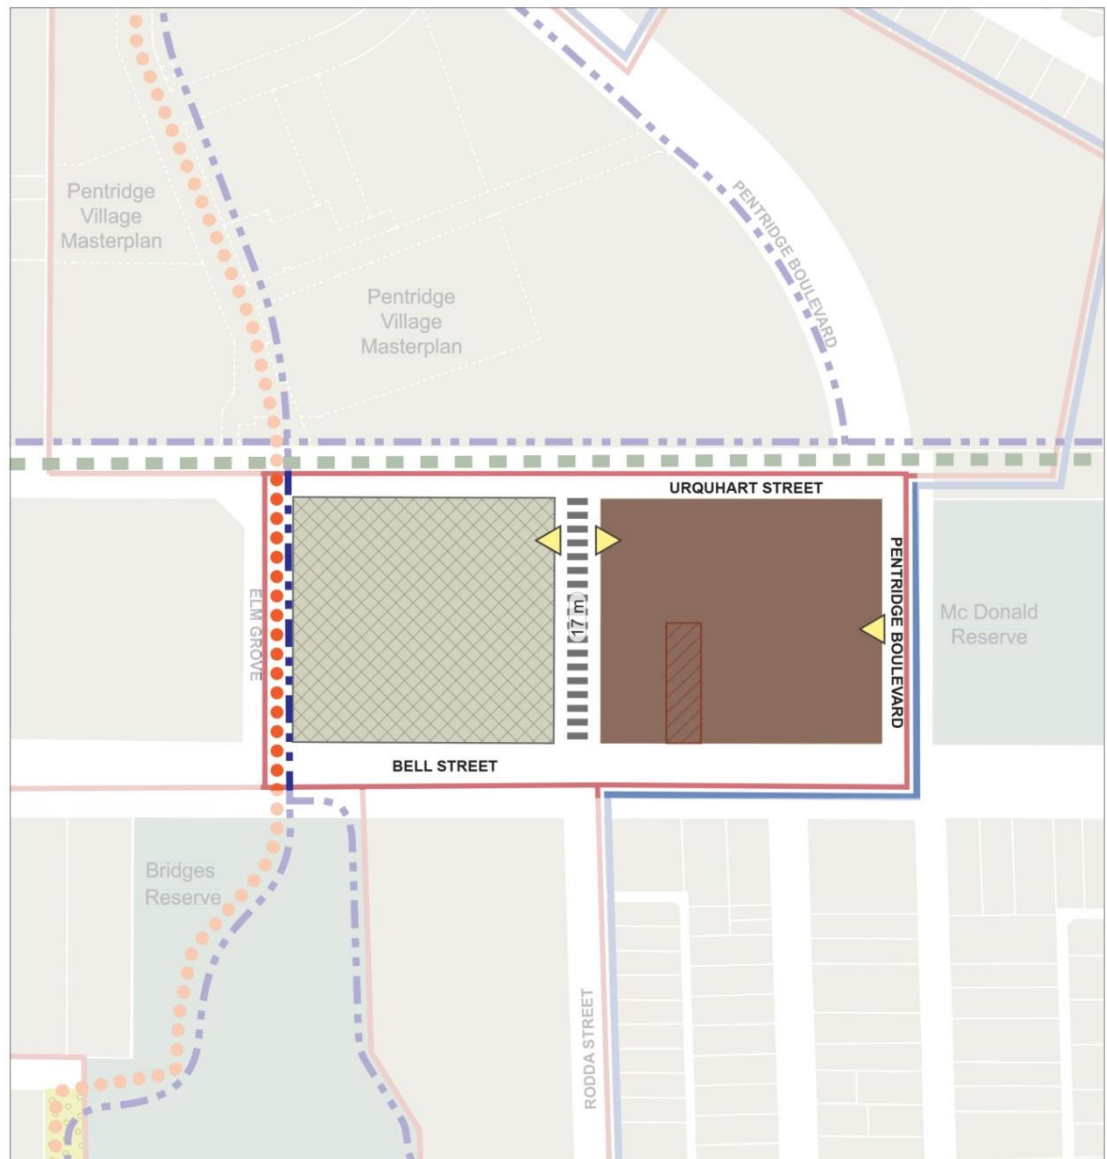 Pentridge
Village
Masterplan
PENTRIDGE BOULEVARD
Pentridge
Village
Masterplan
URQUHART STREET
ELM GROVE
17 m
PENTRIDGE BOULEVARD
Mc Donald
Reserve
BELL STREET
Bridges
Reserve
RODDA STREET